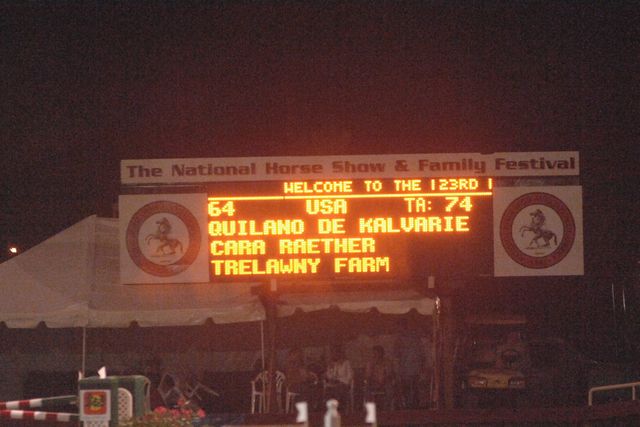 The National Horse Show & Family Festival
WELCOME TO THE 123RD
64 USA TA: 74
QUILANO DE KALVARIE
CARA RAETHER
TRELAWNY FARM
2